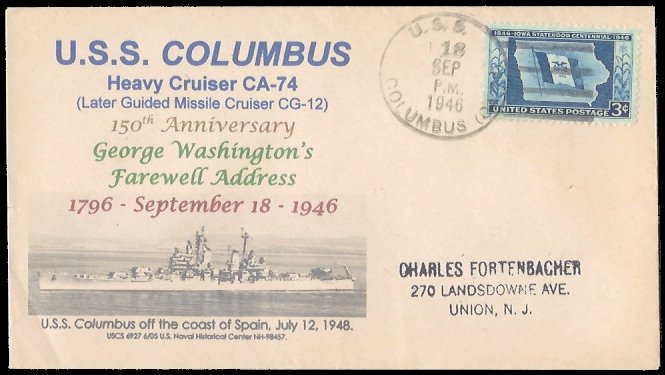 U.S.S. COLUMBUS
Heavy Cruiser CA-74
(Later Guided Missile Cruiser CG-12)
150th Anniversary
George Washington's
Farewell Address
1796 - September 18 - 1946
U.S.S. Columbus off the coast of Spain, July 12, 1948.
USCS 6927 6/05 U.S. Naval Historical Center NH-98457.
U. S. S.
18
SEP
P.M.
1946
COLUMBUS
1846-IOWA STATEHOOD CENTENNIAL-1946
UNITED STATES POSTAGE 3¢
CHARLES FORTENBACHER
270 LANDSDOWNE AVE.
UNION, N. J.